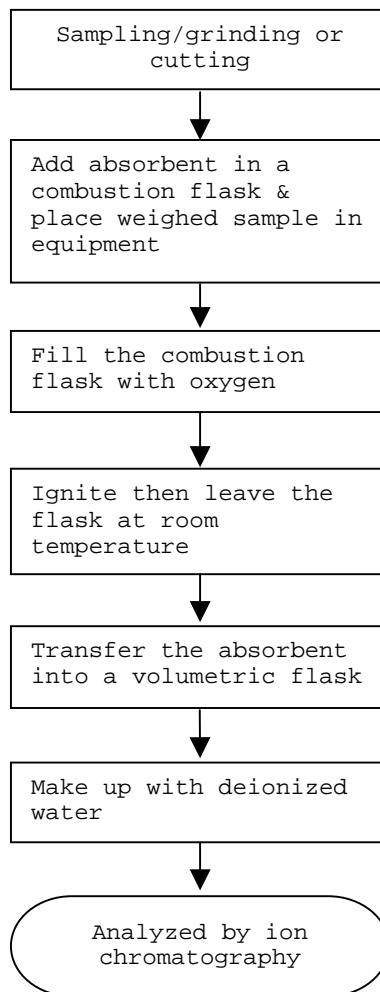 Sampling/grinding or
cutting
Add absorbent in a
combustion flask &
place weighed sample in
equipment
Fill the combustion
flask with oxygen
Ignite then leave the
flask at room
temperature
Transfer the absorbent
into a volumetric flask
Make up with deionized
water
Analyzed by ion
chromatography